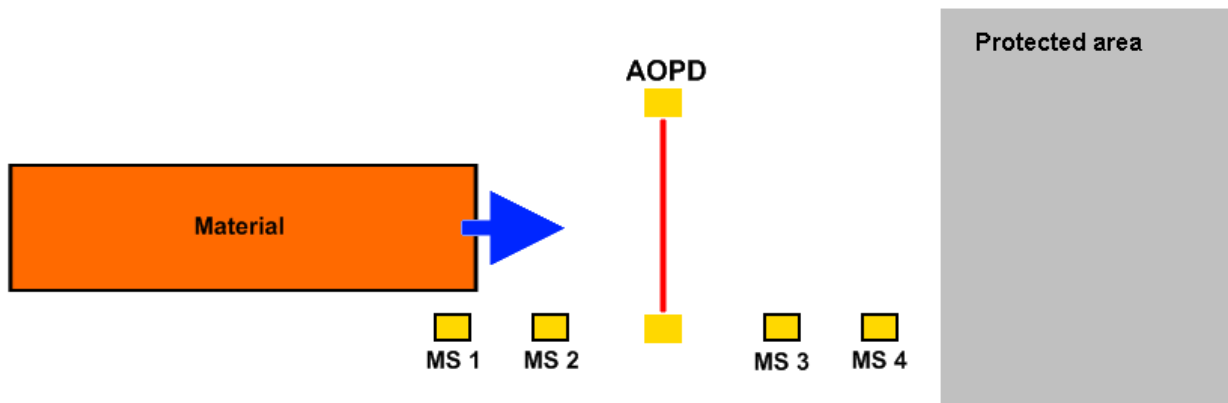 Protected area
AOPD
Material
MS 1
MS 2
MS 3
MS 4